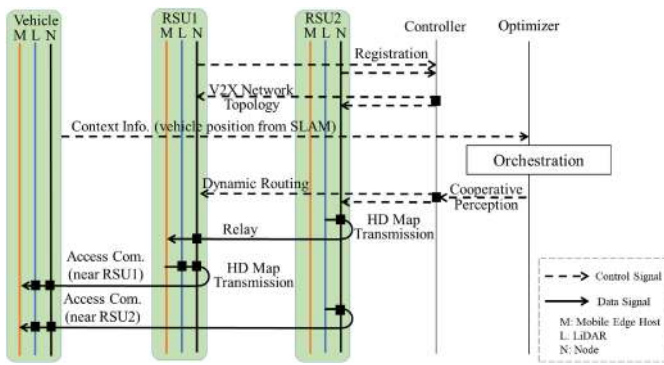 Vehicle
M L N
RSU1
M L N
RSU2
M L N
Controller
Optimizer
Registration
V2X Network
Topology
Context Info. (vehicle position from SLAM)
Orchestration
Dynamic Routing
Cooperative
Perception
Relay
HD Map
Transmission
Access Com.
(near RSU1)
HD Map
Transmission
Access Com.
(near RSU2)
Control Signal
Data Signal
M: Mobile Edge Host
L: LiDAR
N: Node